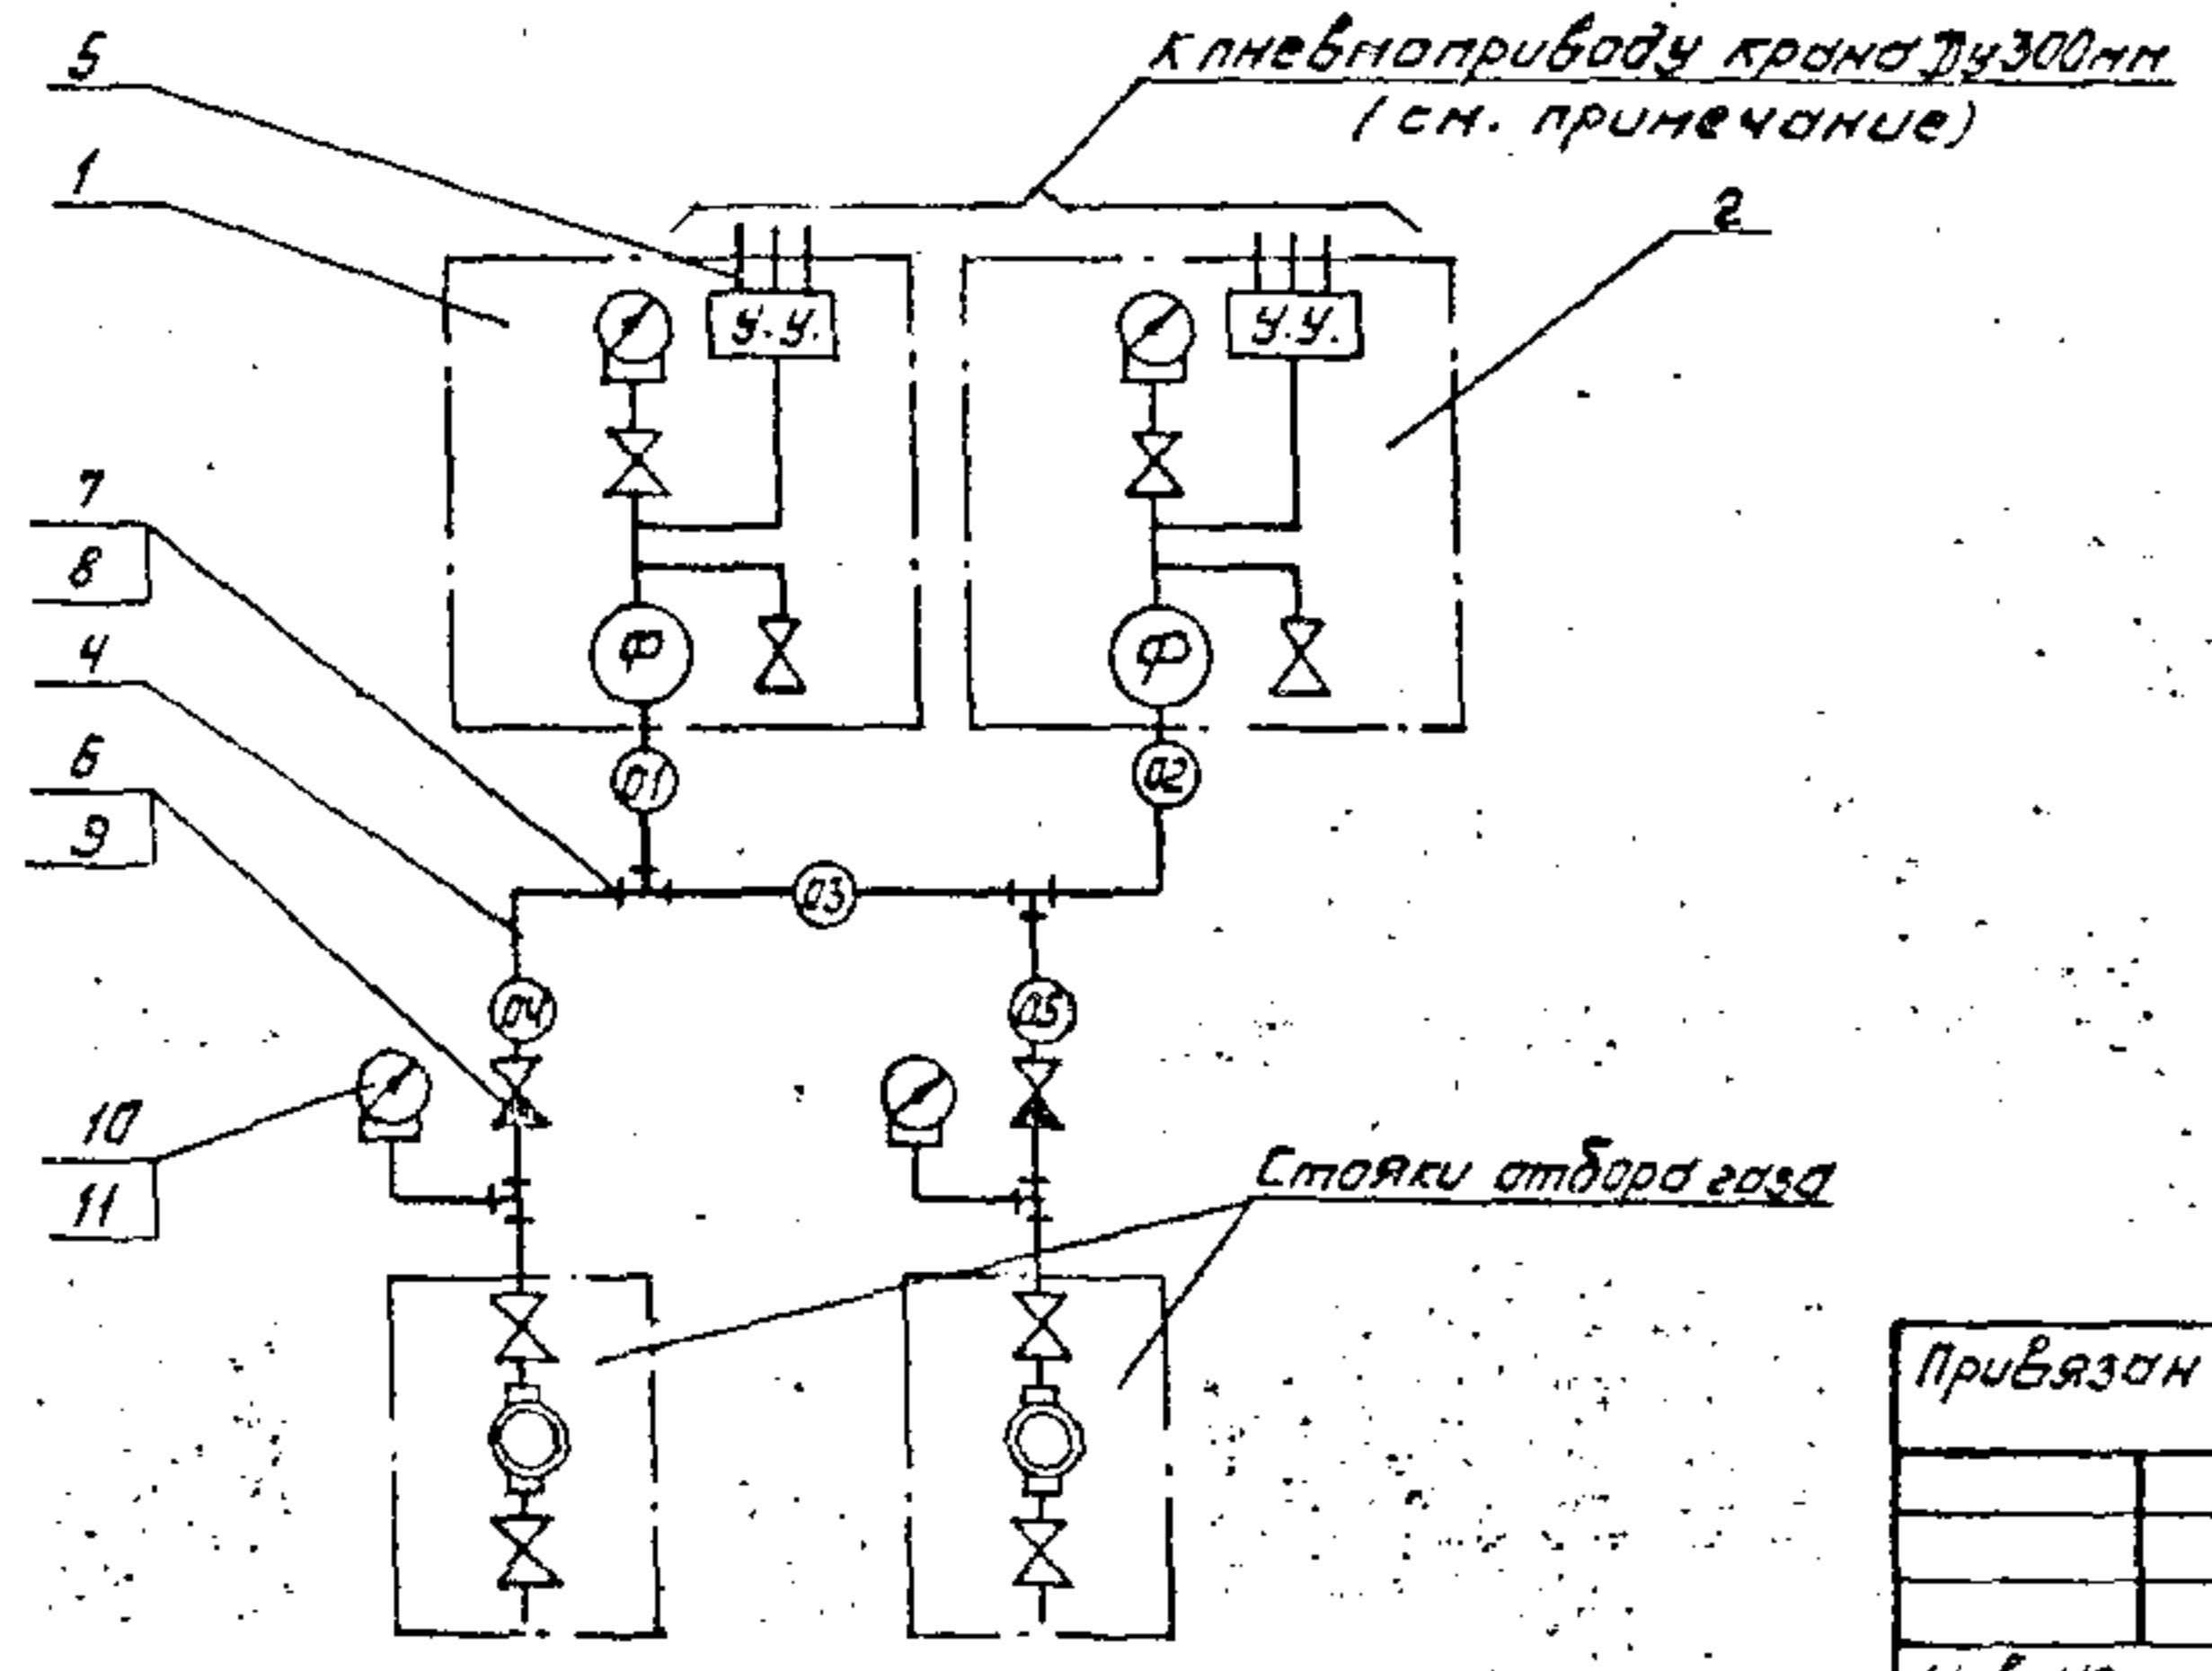 К пневмоприводу крана Ду300мм
(см. примечание)
5
1
2
У.У.
У.У.
7
8
4
Ф
Ф
6
9
01
02
03
04
05
10
11
Стояки отбора газа
Привязан